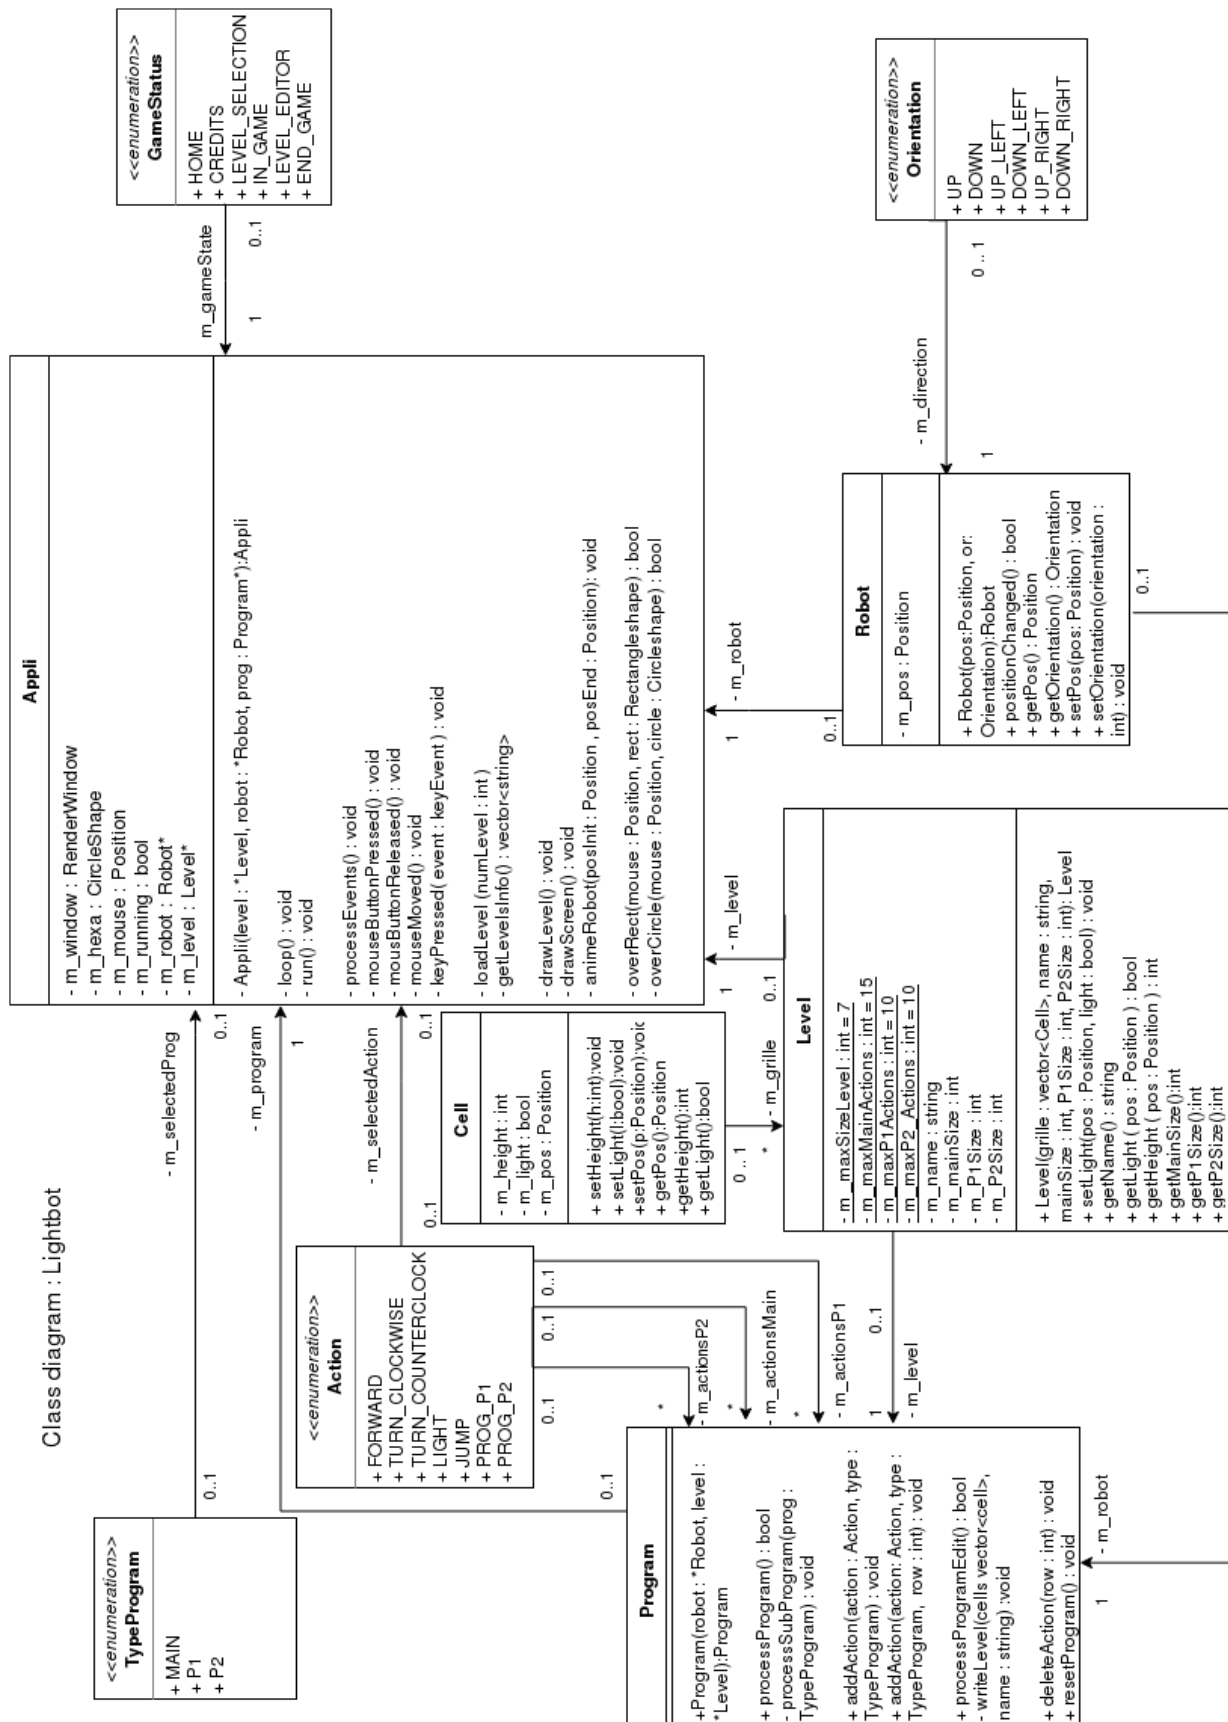 Class diagram : Lightbot
<<enumeration>>
TypeProgram
+ MAIN
+ P1
+ P2
0..1
- m_selectedProg
0..1
Appli
- m_window : RenderWindow
- m_hexa : CircleShape
- m_mouse : Position
- m_running : bool
- m_robot : Robot*
- m_level : Level*
- Appli(level : *Level, robot : *Robot, prog : Program*):Appli
- loop() : void
- run() : void
- processEvents() : void
- mouseButtonPressed() : void
- mousButtonReleased() : void
- mouseMoved() : void
- keyPressed( event : keyEvent ) : void
- loadLevel (numLevel : int )
- getLevelsInfo() : vector<string>
- drawLevel() : void
- drawScreen() : void
- animeRobot(posInit : Position , posEnd : Position): void
- overRect(mouse : Position, rect : Rectangleshape) : bool
- overCircle(mouse : Position, circle : Circleshape) : bool
m_gameState
1
0..1
<<enumeration>>
GameStatus
+ HOME
+ CREDITS
+ LEVEL_SELECTION
+ IN_GAME
+ LEVEL_EDITOR
+ END_GAME
- m_program
1
0..1
<<enumeration>>
Action
+ FORWARD
+ TURN_CLOCKWISE
+ TURN_COUNTERCLOCK
+ LIGHT
+ JUMP
+ PROG_P1
+ PROG_P2
0..1
- m_selectedAction
0..1
0..1
0..1
0..1
Cell
- m_height : int
- m_light : bool
- m_pos : Position
+ setHeight(h:int):void
+ setLight(l:bool):void
+setPos(p:Position):voic
+ getPos():Position
+getHeight():int
+ getLight():bool
0 .. 1
*
- m_grille
1
- m_level
0..1
1
- m_robot
0..1
- m_actionsP2
*
- m_actionsMain
*
- m_actionsP1
*
Program
+Program(robot : *Robot, level :
*Level):Program
+ processProgram() : bool
- processSubProgram(prog :
TypeProgram) : void
+ addAction(action : Action, type :
TypeProgram) : void
+ addAction(action: Action, type :
TypeProgram,  row : int) : void
+ processProgramEdit() : bool
- writeLevel(cells vector<cell>,
name : string) :void
+ deleteAction(row : int) : void
+ resetProgram() : void
1
- m_level
0..1
Level
- m_maxSizeLevel : int = 7
- m_maxMainActions : int = 15
- m_maxP1Actions : int = 10
- m_maxP2_Actions : int = 10
- m_name : string
- m_mainSize : int
- m_P1Size : int
- m_P2Size : int
+ Level(grille : vector<Cell>, name : string,
mainSize : int, P1Size : int, P2Size : int): Level
+ setLight(pos : Position, light : bool) : void
+ getName() : string
+ getLight ( pos : Position ) : bool
+ getHeight ( pos : Position ) : int
+ getMainSize():int
+ getP1Size():int
+ getP2Size():int
Robot
- m_pos : Position
+ Robot(pos:Position, or:
Orientation):Robot
+ positionChanged() : bool
+ getPos() : Position
+ getOrientation() : Orientation
+ setPos(pos: Position) : void
+ setOrientation(orientation :
int) : void
1
- m_direction
0 .. 1
<<enumeration>>
Orientation
+ UP
+ DOWN
+ UP_LEFT
+ DOWN_LEFT
+ UP_RIGHT
+ DOWN_RIGHT
1
- m_robot
0..1